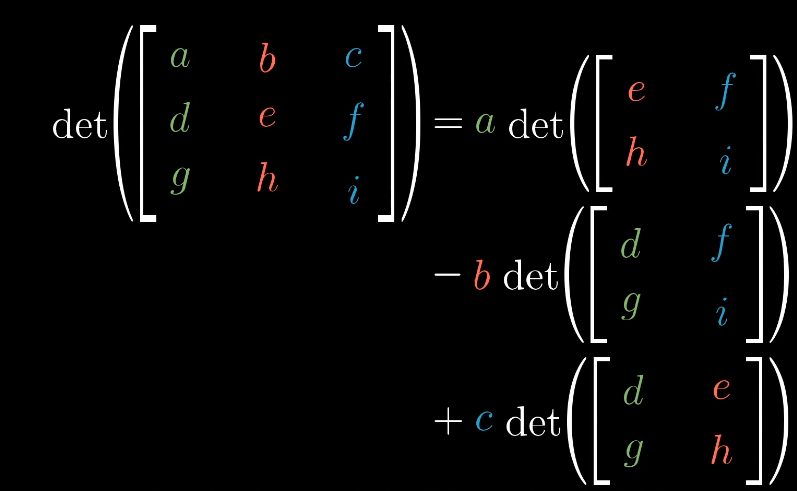 det([a b c
d e f
g h i]) = a det([e f
h i])
− b det([d f
g i])
+ c det([d e
g h])